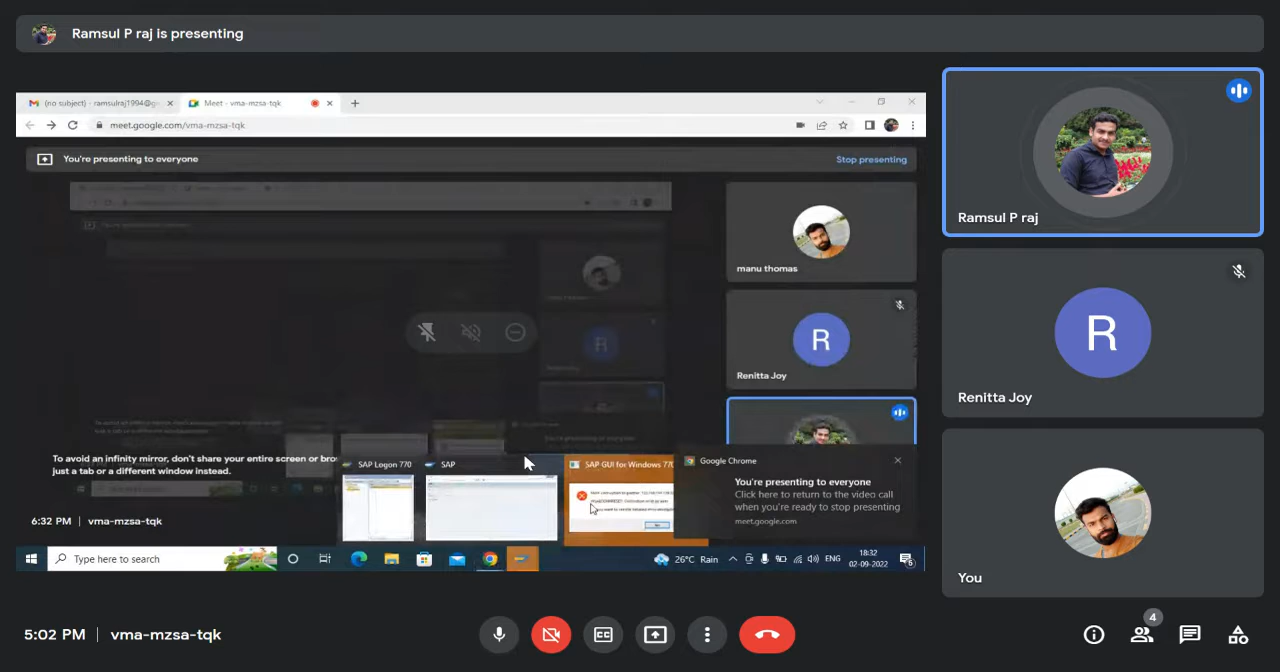 Ramsul P raj is presenting
(no subject) - ramsulraj1994@g
Meet - vma-mzsa-tqk
meet.google.com/vma-mzsa-tqk
You're presenting to everyone
Stop presenting
manu thomas
R
Renitta Joy
To avoid an infinity mirror, don't share your entire screen or bro
just a tab or a different window instead.
SAP Logon 770
SAP
SAP GUI for Windows 770
Google Chrome
You're presenting to everyone
Click here to return to the video call
when you're ready to stop presenting
meet.google.com
6:32 PM | vma-mzsa-tqk
Type here to search
26°C Rain
ENG
18:32
02-09-2022
6
Ramsul P raj
R
Renitta Joy
You
5:02 PM | vma-mzsa-tqk
4